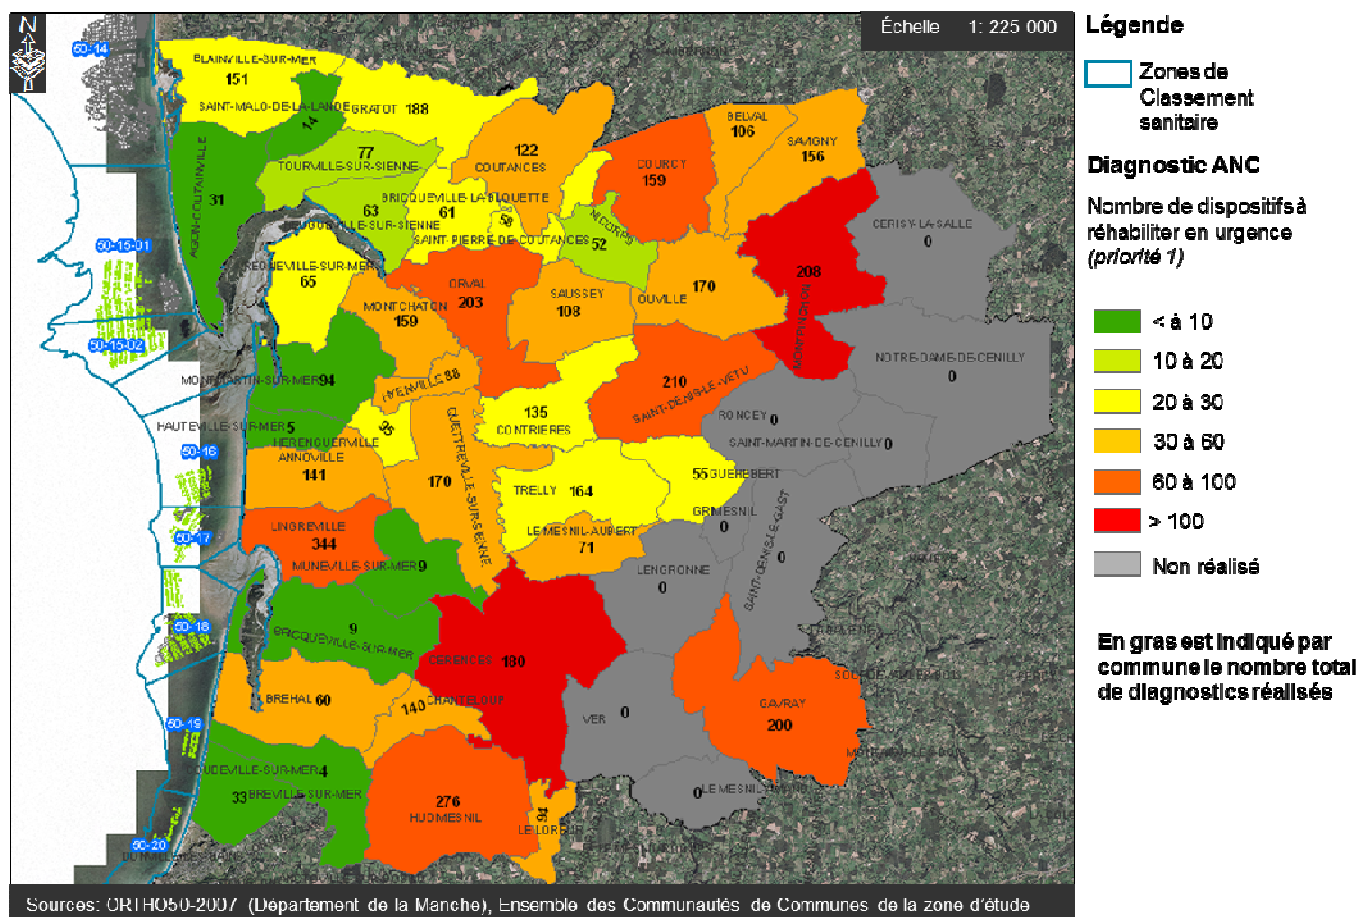 N
Échelle 1: 225 000
50-14
BLAINVILLE-SUR-MER
151
SAINT-MALO-DE-LA-LANDE
14
GRATOT 188
77
TOURVILLE-SUR-SIENNE
122
COUTANCES
COURCY
159
BELVAL
106
SAVIGNY
156
AGON-COUTAINVILLE
31
BRICQUEVILLE-LA-BLOUETTE
63
61
58
SAINT-PIERRE-DE-COUTANCES
NICORPS
52
CERISY-LA-SALLE
0
50-15-01
65
ORVAL
203
SAUSSEY
108
OUVILLE
170
208
MONTPINCHON
MONTCHATON
159
50-15-02
MONTMARTIN-SUR-MER 94
NOTRE-DAME-DE-CENILLY
0
210
SAINT-DENIS-LE-VETU
135
CONTRIERES
RONCEY 0
SAINT-MARTIN-DE-CENILLY 0
HAUTEVILLE-SUR-MER 5
HERENGUERVILLE
ANNOVILLE
141
50-16
170
QUETTREVILLE-SUR-SIENNE
TRELLY 164
55 GUEHEBERT
GRIMESNIL
0
SAINT-DENIS-LE-GAST
0
LINGREVILLE
344
LE MESNIL-AUBERT
71
50-17
MUNEVILLE-SUR-MER 9
LENGRONNE
0
50-18
9
BRICQUEVILLE-SUR-MER
CERENCES 180
BREHAL 60
140 CHANTELOUP
VER 0
GAVRAY
200
50-19
COUDEVILLE-SUR-MER 4
33 BREVILLE-SUR-MER
276
HUDIMESNIL
LE LOREUR
0
50-20
Légende
Zones de
Classement
sanitaire
Diagnostic ANC
Nombre de dispositifs à
réhabiliter en urgence
(priorité 1)
< à 10
10 à 20
20 à 30
30 à 60
60 à 100
> 100
Non réalisé
En gras est indiqué par
commune le nombre total
de diagnostics réalisés
Sources: ORTHO50-2007 (Département de la Manche), Ensemble des Communautés de Communes de la zone d'étude